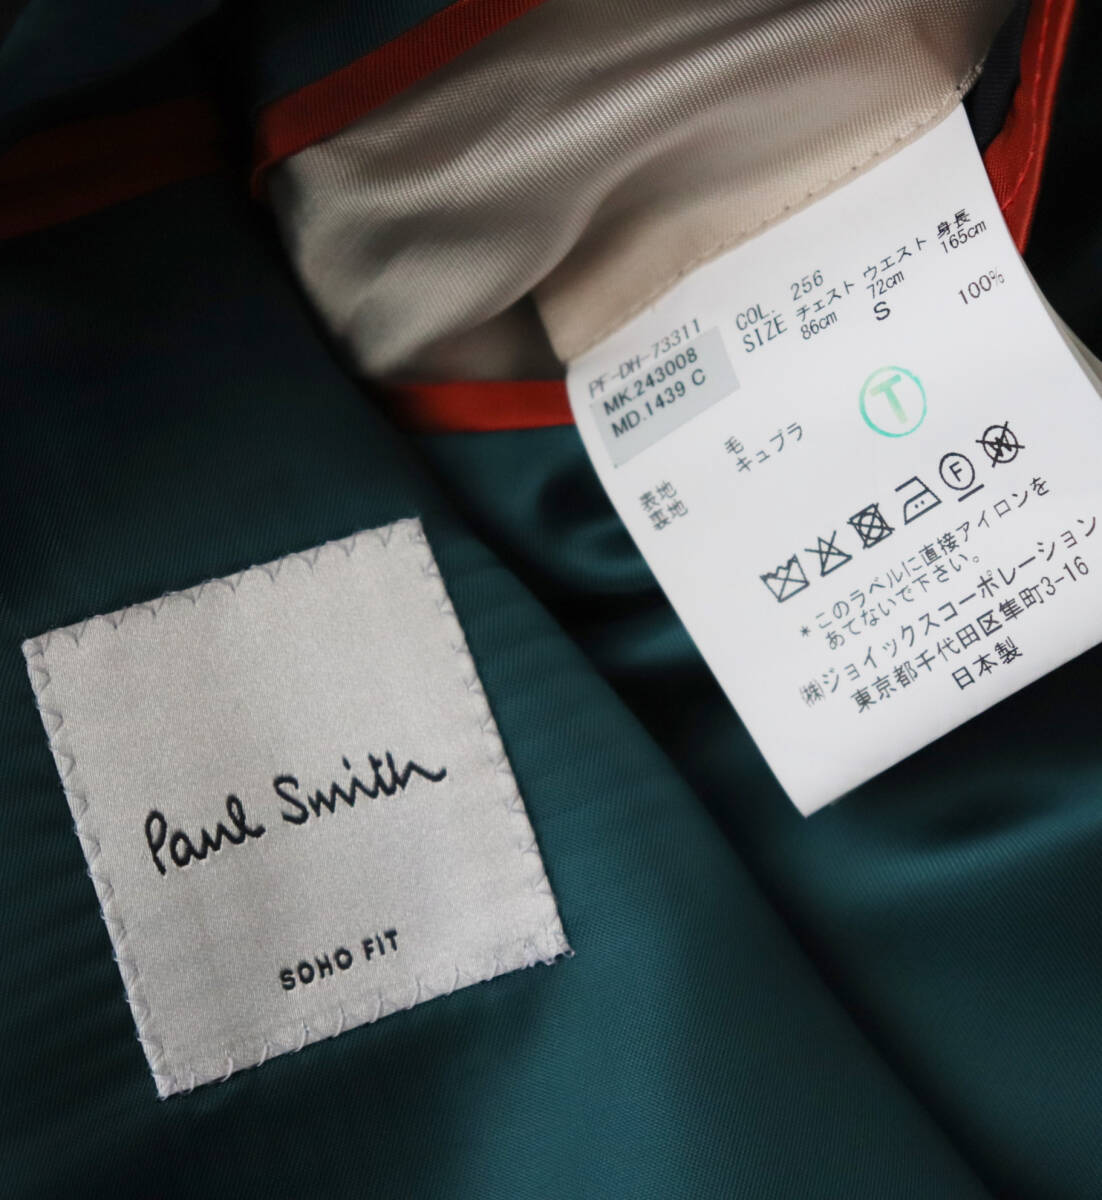 Paul Smith
SOHO FIT
PF-DH-73311
MK.243008
MD.1439 C
COL. 256
SIZE チェスト ウエスト 身長
86cm 72cm 165cm
S
表地 毛 100%
裏地 キュプラ
T
F
W
*このラベルに直接アイロンを
あてないで下さい。
㈱ジョイックスコーポレーション
東京都千代田区隼町3-16
日本製